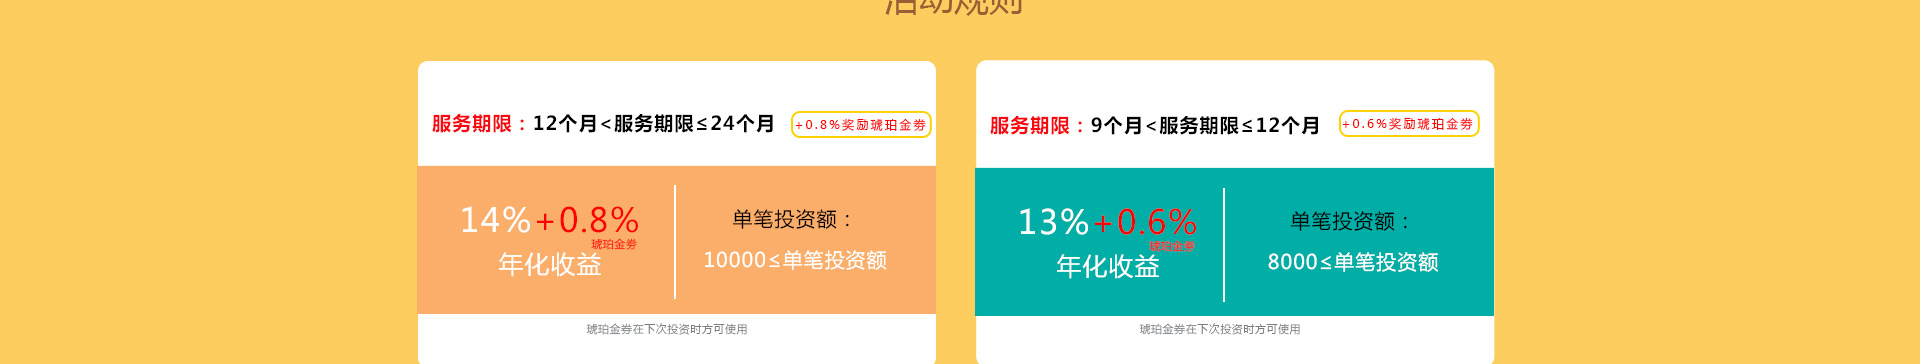 活动规则
服务期限：12个月<服务期限≤24个月
+0.8%奖励琥珀金劵
14%+0.8%
琥珀金劵
年化收益
单笔投资额：
10000≤单笔投资额
琥珀金券在下次投资时方可使用
服务期限：9个月<服务期限≤12个月
+0.6%奖励琥珀金劵
13%+0.6%
琥珀金劵
年化收益
单笔投资额：
8000≤单笔投资额
琥珀金券在下次投资时方可使用